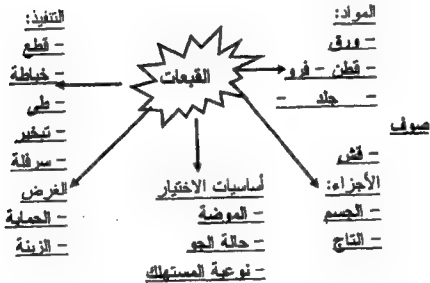 المواد:
- ورق
- قطن - فرو
- جلد -
صوف
- قش
الأجزاء:
- الجسم
- التاج
القبعات
أساسيات الاختيار
- الموضة
- حالة الجو
- نوعية المستهلك
التنفيذ:
- قطع
- خياطة
- طى
- تبخير
- سرفلة
الغرض
- الحماية
- الزينة